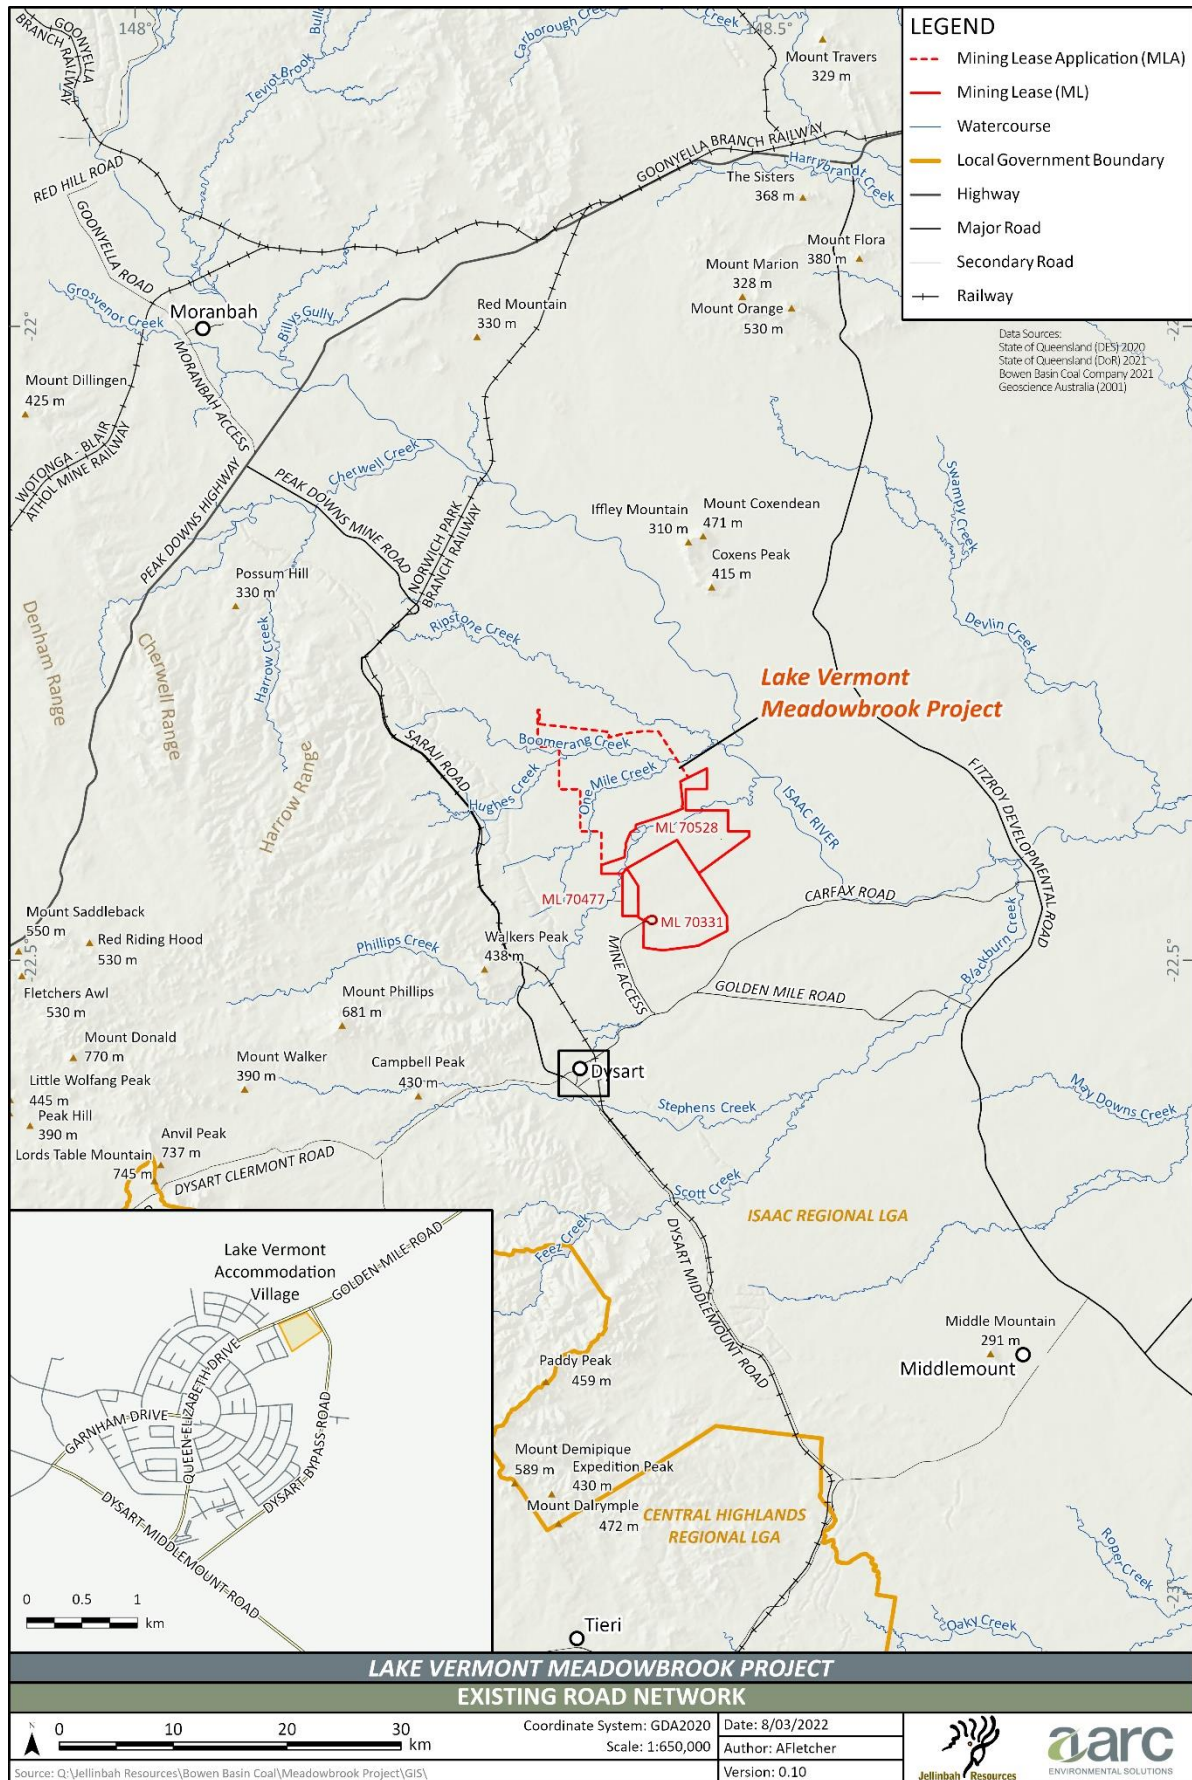 148°
148.5°
GOONYELLA
BRANCH RAILWAY
Teviot Brook
Carborough Cree
Mount Travers
329 m
LEGEND
Mining Lease Application (MLA)
Mining Lease (ML)
Watercourse
Local Government Boundary
Highway
Major Road
Secondary Road
Railway
Data Sources:
State of Queensland (DES) 2020
State of Queensland (DoR) 2021
Bowen Basin Coal Company 2021
Geoscience Australia (2001)
RED HILL ROAD
GOONYELLA ROAD
GOONYELLA BRANCH RAILWAY
Harrybrandt Creek
The Sisters
368 m
Mount Flora
380 m
Mount Marion
328 m
Mount Orange
530 m
Grosvenor Creek
Moranbah
Billys Gully
Red Mountain
330 m
-22°
-22°
MORANBAH ACCESS
Mount Dillingen
425 m
WOTONGA - BLAIR
ATHOL MINE RAILWAY
PEAK DOWNS HIGHWAY
PEAK DOWNS MINE ROAD
Cherwell Creek
NORWICH PARK
BRANCH RAILWAY
Iffley Mountain
310 m
Mount Coxendean
471 m
Coxens Peak
415 m
Swampy Creek
Devlin Creek
Possum Hill
330 m
Harrow Creek
Denham Range
Cherwell Range
Harrow Range
Ripstone Creek
SARAJI ROAD
Lake Vermont
Meadowbrook Project
Boomerang Creek
One Mile Creek
Hughes Creek
ISAAC RIVER
FITZROY DEVELOPMENTAL ROAD
ML 70528
ML 70477
ML 70331
CARFAX ROAD
MINE ACCESS
GOLDEN MILE ROAD
Blackburn Creek
Mount Saddleback
550 m
Red Riding Hood
530 m
-22.5°
-22.5°
Fletchers Awl
530 m
Phillips Creek
Walkers Peak
438 m
Mount Phillips
681 m
Mount Donald
770 m
Little Wolfang Peak
445 m
Peak Hill
390 m
Mount Walker
390 m
Campbell Peak
430 m
Dysart
Stephens Creek
May Downs Creek
Anvil Peak
737 m
Lords Table Mountain
745 m
DYSART CLERMONT ROAD
Scott Creek
Feez Creek
ISAAC REGIONAL LGA
DYSART MIDDLEMOUNT ROAD
Lake Vermont
Accommodation
Village
GOLDEN MILE ROAD
QUEEN ELIZABETH DRIVE
GARNHAM DRIVE
DYSART BYPASS ROAD
DYSART MIDDLEMOUNT ROAD
0 0.5 1
km
Middle Mountain
291 m
Middlemount
Paddy Peak
459 m
Mount Demipique
589 m
Expedition Peak
430 m
Mount Dalrymple
472 m
CENTRAL HIGHLANDS
REGIONAL LGA
Roper Creek
Oaky Creek
-23°
Tieri
LAKE VERMONT MEADOWBROOK PROJECT
EXISTING ROAD NETWORK
N
0 10 20 30
km
Coordinate System: GDA2020
Scale: 1:650,000
Date: 8/03/2022
Author: AFletcher
Version: 0.10
Source: Q:\Jellinbah Resources\Bowen Basin Coal\Meadowbrook Project\GIS\
Jellinbah Resources
aarc
ENVIRONMENTAL SOLUTIONS